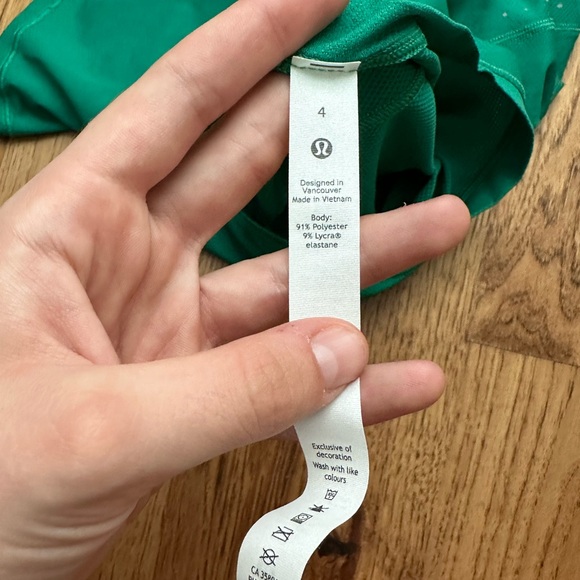 4
Designed in
Vancouver
Made in Vietnam
Body:
91% Polyester
9% Lycra®
elastane
Exclusive of
decoration
Wash with like
colours